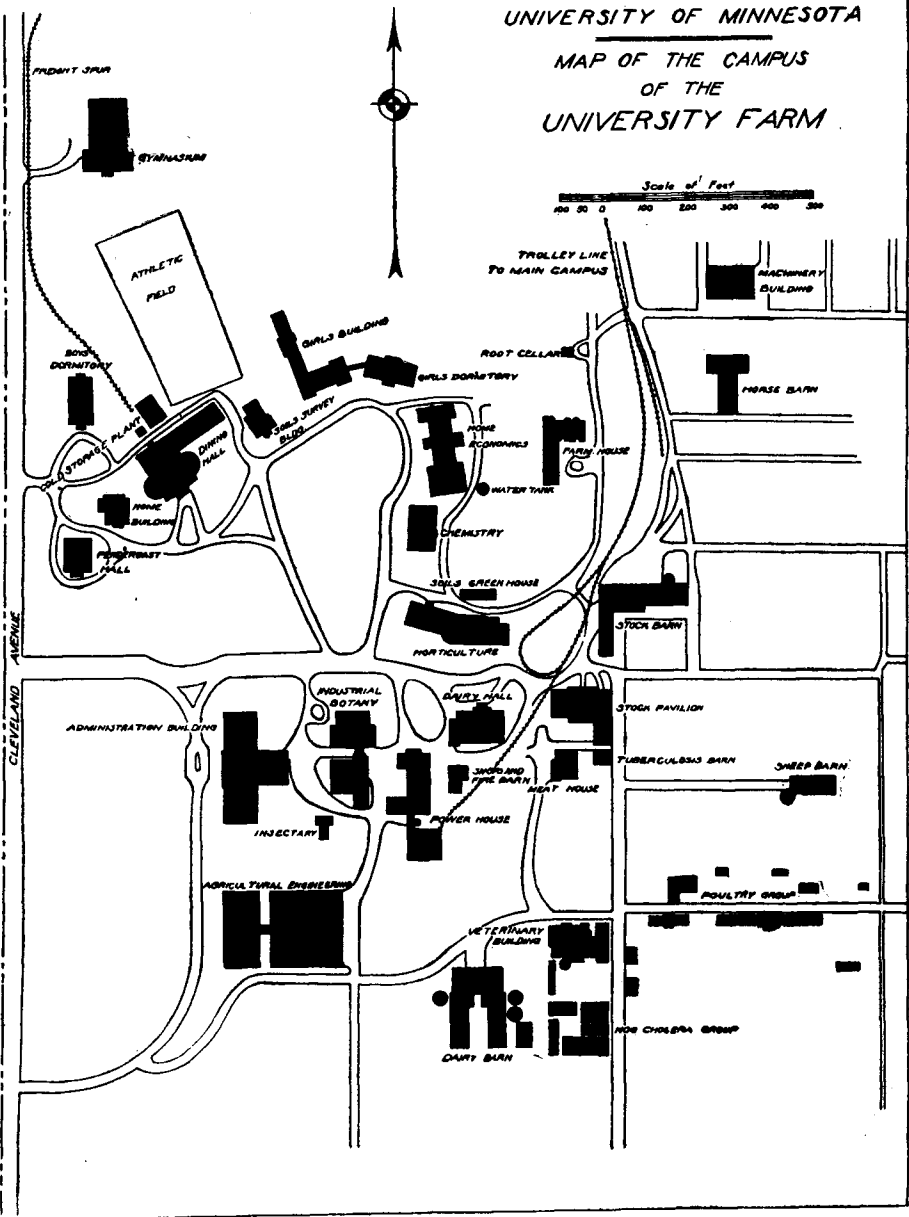 UNIVERSITY OF MINNESOTA
MAP OF THE CAMPUS
OF THE
UNIVERSITY FARM
FREIGHT SPUR
GYMNASIUM
Scale of Feet
100 50 0 100 200 300 400 500
ATHLETIC
FIELD
TROLLEY LINE
TO MAIN CAMPUS
MACHINERY
BUILDING
GIRLS BUILDING
BOYS
DORMITORY
ROOT CELLAR
GIRLS DORMITORY
HORSE BARN
COLD STORAGE PLANT
DINING
HALL
SOILS SURVEY
BLDG.
HOME
ECONOMICS
FARM HOUSE
WATER TANK
HOME
BUILDING
CHEMISTRY
PENDERGAST
HALL
SOILS GREEN HOUSE
STOCK BARN
HORTICULTURE
CLEVELAND AVENUE
INDUSTRIAL
BOTANY
DAIRY HALL
STOCK PAVILION
ADMINISTRATION BUILDING
TUBERCULOSIS BARN
SHOPS AND
FIRE BARN
MEAT HOUSE
SHEEP BARN
INSECTARY
POWER HOUSE
AGRICULTURAL ENGINEERING
POULTRY GROUP
VETERINARY
BUILDING
HOG CHOLERA GROUP
DAIRY BARN